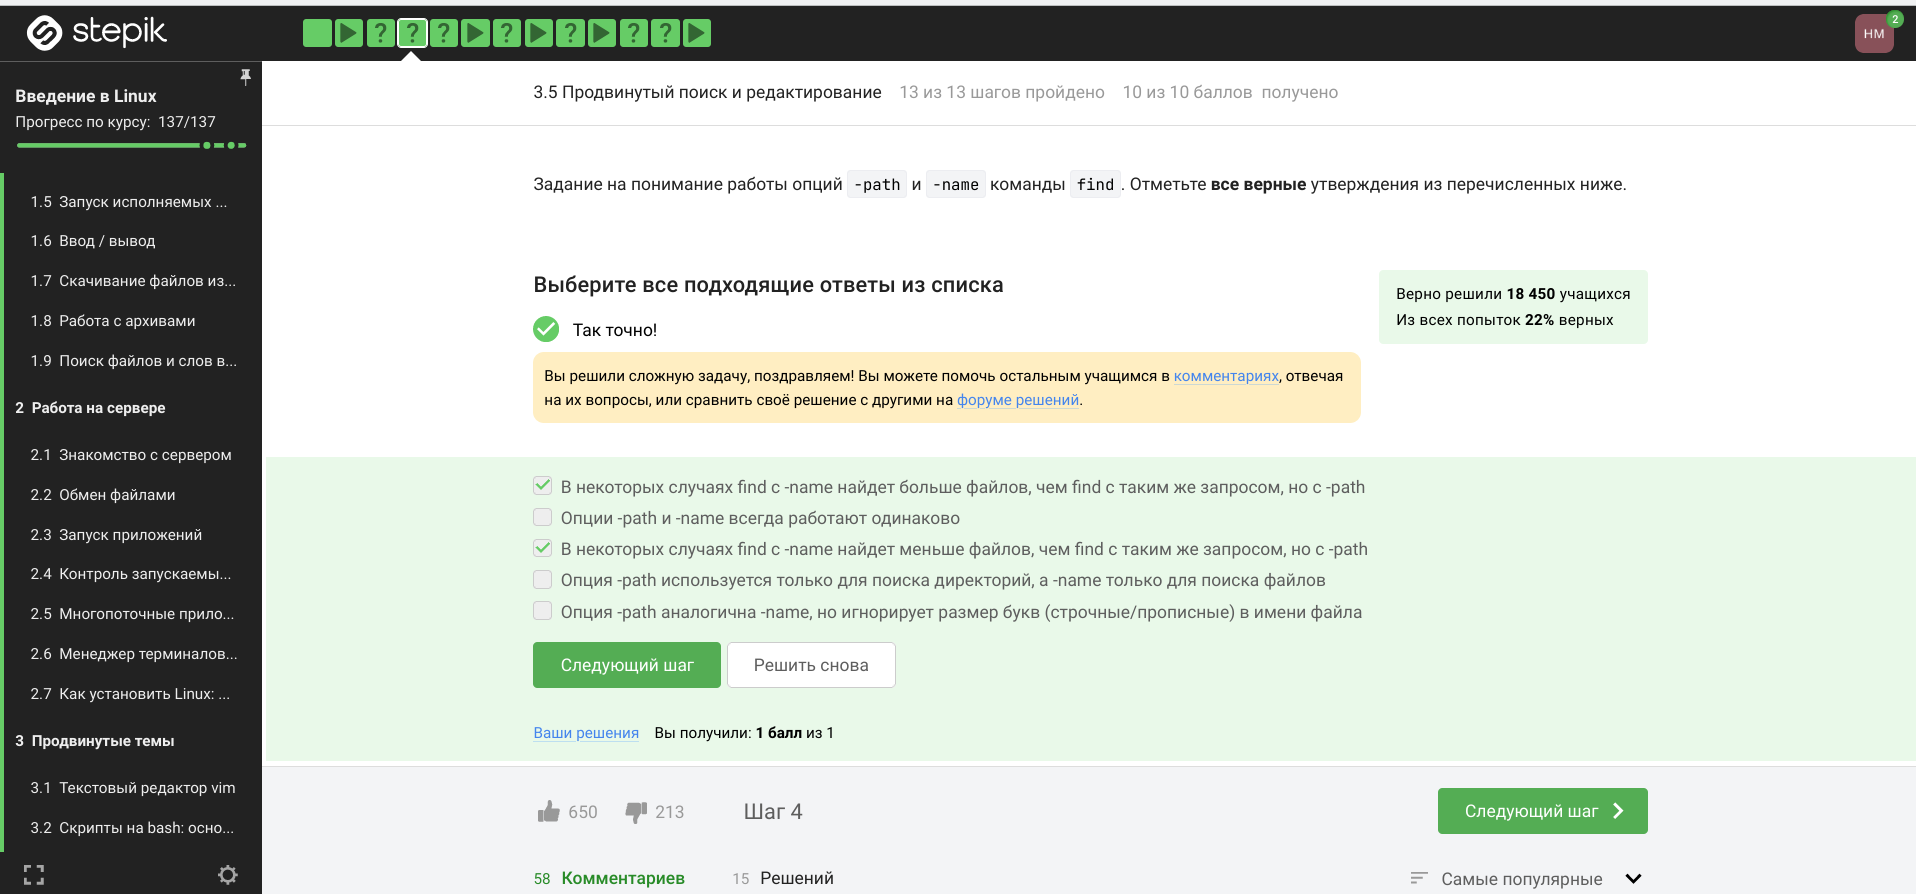 stepik
? ? ? ? ? ? ?
НМ
2
Введение в Linux
Прогресс по курсу: 137/137
1.5 Запуск исполняемых ...
1.6 Ввод / вывод
1.7 Скачивание файлов из...
1.8 Работа с архивами
1.9 Поиск файлов и слов в...
2 Работа на сервере
2.1 Знакомство с сервером
2.2 Обмен файлами
2.3 Запуск приложений
2.4 Контроль запускаемы...
2.5 Многопоточные прило...
2.6 Менеджер терминалов...
2.7 Как установить Linux: ...
3 Продвинутые темы
3.1 Текстовый редактор vim
3.2 Скрипты на bash: осно...
3.5 Продвинутый поиск и редактирование 13 из 13 шагов пройдено 10 из 10 баллов получено
Задание на понимание работы опций -path и -name команды find. Отметьте все верные утверждения из перечисленных ниже.
Выберите все подходящие ответы из списка
Верно решили 18 450 учащихся
Из всех попыток 22% верных
Так точно!
Вы решили сложную задачу, поздравляем! Вы можете помочь остальным учащимся в комментариях, отвечая
на их вопросы, или сравнить своё решение с другими на форуме решений.
В некоторых случаях find с -name найдет больше файлов, чем find с таким же запросом, но с -path
Опции -path и -name всегда работают одинаково
В некоторых случаях find с -name найдет меньше файлов, чем find с таким же запросом, но с -path
Опция -path используется только для поиска директорий, а -name только для поиска файлов
Опция -path аналогична -name, но игнорирует размер букв (строчные/прописные) в имени файла
Следующий шаг
Решить снова
Ваши решения Вы получили: 1 балл из 1
650 213 Шаг 4
Следующий шаг
58 Комментариев 15 Решений
Самые популярные